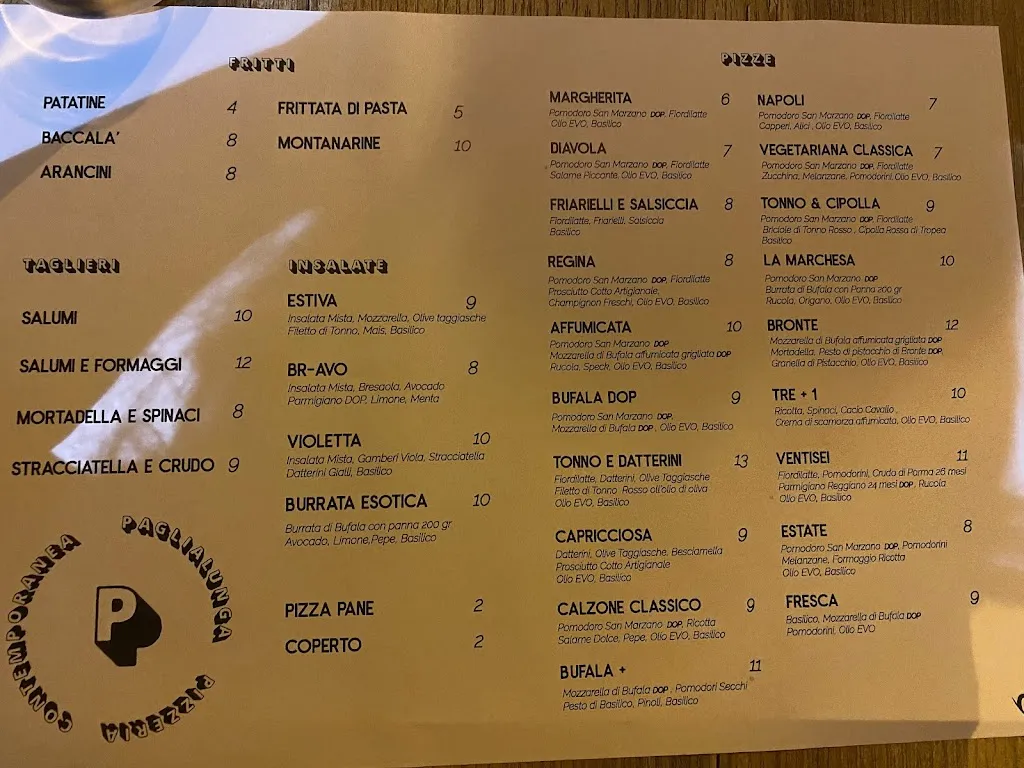 FRITTI
PATATINE 4
BACCALA' 8
ARANCINI 8
FRITTATA DI PASTA 5
MONTANARINE 10
TAGLIERI
SALUMI 10
SALUMI E FORMAGGI 12
MORTADELLA E SPINACI 8
STRACCIATELLA E CRUDO 9
INSALATE
ESTIVA 9
Insalata Mista, Mozzarella, Olive taggiasche
Filetto di Tonno, Mais, Basilico
BR-AVO 8
Insalata Mista, Bresaola, Avocado
Parmigiano DOP, Limone, Menta
VIOLETTA 10
Insalata Mista, Gamberi Viola, Stracciatella
Datterini Gialli, Basilico
BURRATA ESOTICA 10
Burrata di Bufala con panna 200 gr
Avocado, Limone,Pepe, Basilico
PIZZA PANE 2
COPERTO 2
PAGLIALUNGA
PIZZERIA
CONTEMPORANEA
P
PIZZE
MARGHERITA 6
Pomodoro San Marzano DOP, Fiordilatte
Olio EVO, Basilico
DIAVOLA 7
Pomodoro San Marzano DOP, Fiordilatte
Salame Piccante, Olio EVO, Basilico
FRIARIELLI E SALSICCIA 8
Fiordilatte, Friarielli, Salsiccia
Basilico
REGINA 8
Pomodoro San Marzano DOP, Fiordilatte
Prosciutto Cotto Artigianale,
Champignon Freschi, Olio EVO, Basilico
AFFUMICATA 10
Pomodoro San Marzano DOP
Mozzarella di Bufala affumicata grigliata DOP
Rucola, Speck, Olio EVO, Basilico
BUFALA DOP 9
Pomodoro San Marzano DOP,
Mozzarella di Bufala DOP , Olio EVO, Basilico
TONNO E DATTERINI 13
Fiordilatte, Datterini, Olive Taggiasche
Filetto di Tonno Rosso oll'olio di oliva
Olio EVO, Basilico
CAPRICCIOSA 9
Datterini, Olive Taggiasche, Besciamella
Prosciutto Cotto Artigianale
Olio EVO, Basilico
CALZONE CLASSICO 9
Pomodoro San Marzano DOP, Ricotta
Salame Dolce, Pepe, Olio EVO, Basilico
BUFALA + 11
Mozzarella di Bufala DOP , Pomodori Secchi
Pesto di Basilico, Pinoli, Basilico
NAPOLI 7
Pomodoro San Marzano DOP, Fiordilatte
Capperi, Alici , Olio EVO, Basilico
VEGETARIANA CLASSICA 7
Pomodoro San Marzano DOP, Fiordilatte
Zucchina, Melanzane, Pomodorini, Olio EVO, Basilico
TONNO & CIPOLLA 9
Pomodoro San Marzano DOP, Fiordilatte
Briciole di Tonno Rosso , Cipolla Rossa di Tropea
Basilico
LA MARCHESA 10
Pomodoro San Marzano DOP
Burrata di Bufala con Panna 200 gr
Rucola, Origano, Olio EVO, Basilico
BRONTE 12
Mozzarella di Bufala affumicata grigliata DOP
Mortadella, Pesto di pistacchio di Bronte DOP,
Granella di Pistacchio, Olio EVO, Basilico
TRE + 1 10
Ricotta, Spinaci, Cacio Cavallo ,
Crema di scamorza affumicata, Olio EVO, Basilico
VENTISEI 11
Fiordilatte, Pomodorini, Crudo di Parma 26 mesi
Parmigiano Reggiano 24 mesi DOP , Rucola
Olio EVO, Basilico
ESTATE 8
Pomodoro San Marzano DOP, Pomodorini
Melanzane, Formaggio Ricotta
Olio EVO, Basilico
FRESCA 9
Basilico, Mozzarella di Bufala DOP
Pomodorini, Olio EVO